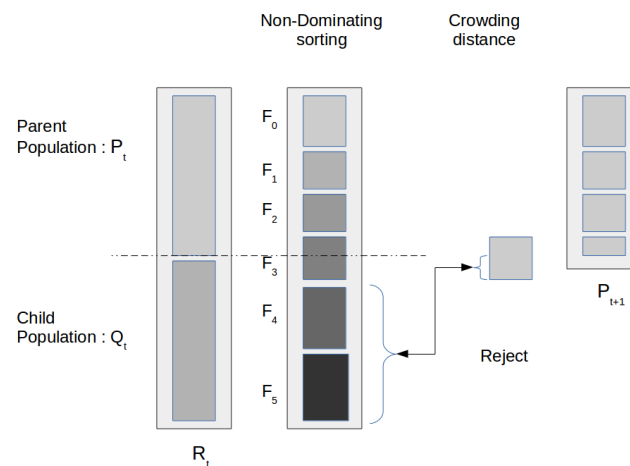 Non-Dominating
sorting
Crowding
distance
Parent
Population : Pt
F0
F1
F2
F3
F4
F5
Child
Population : Qt
Pt+1
Reject
Rt